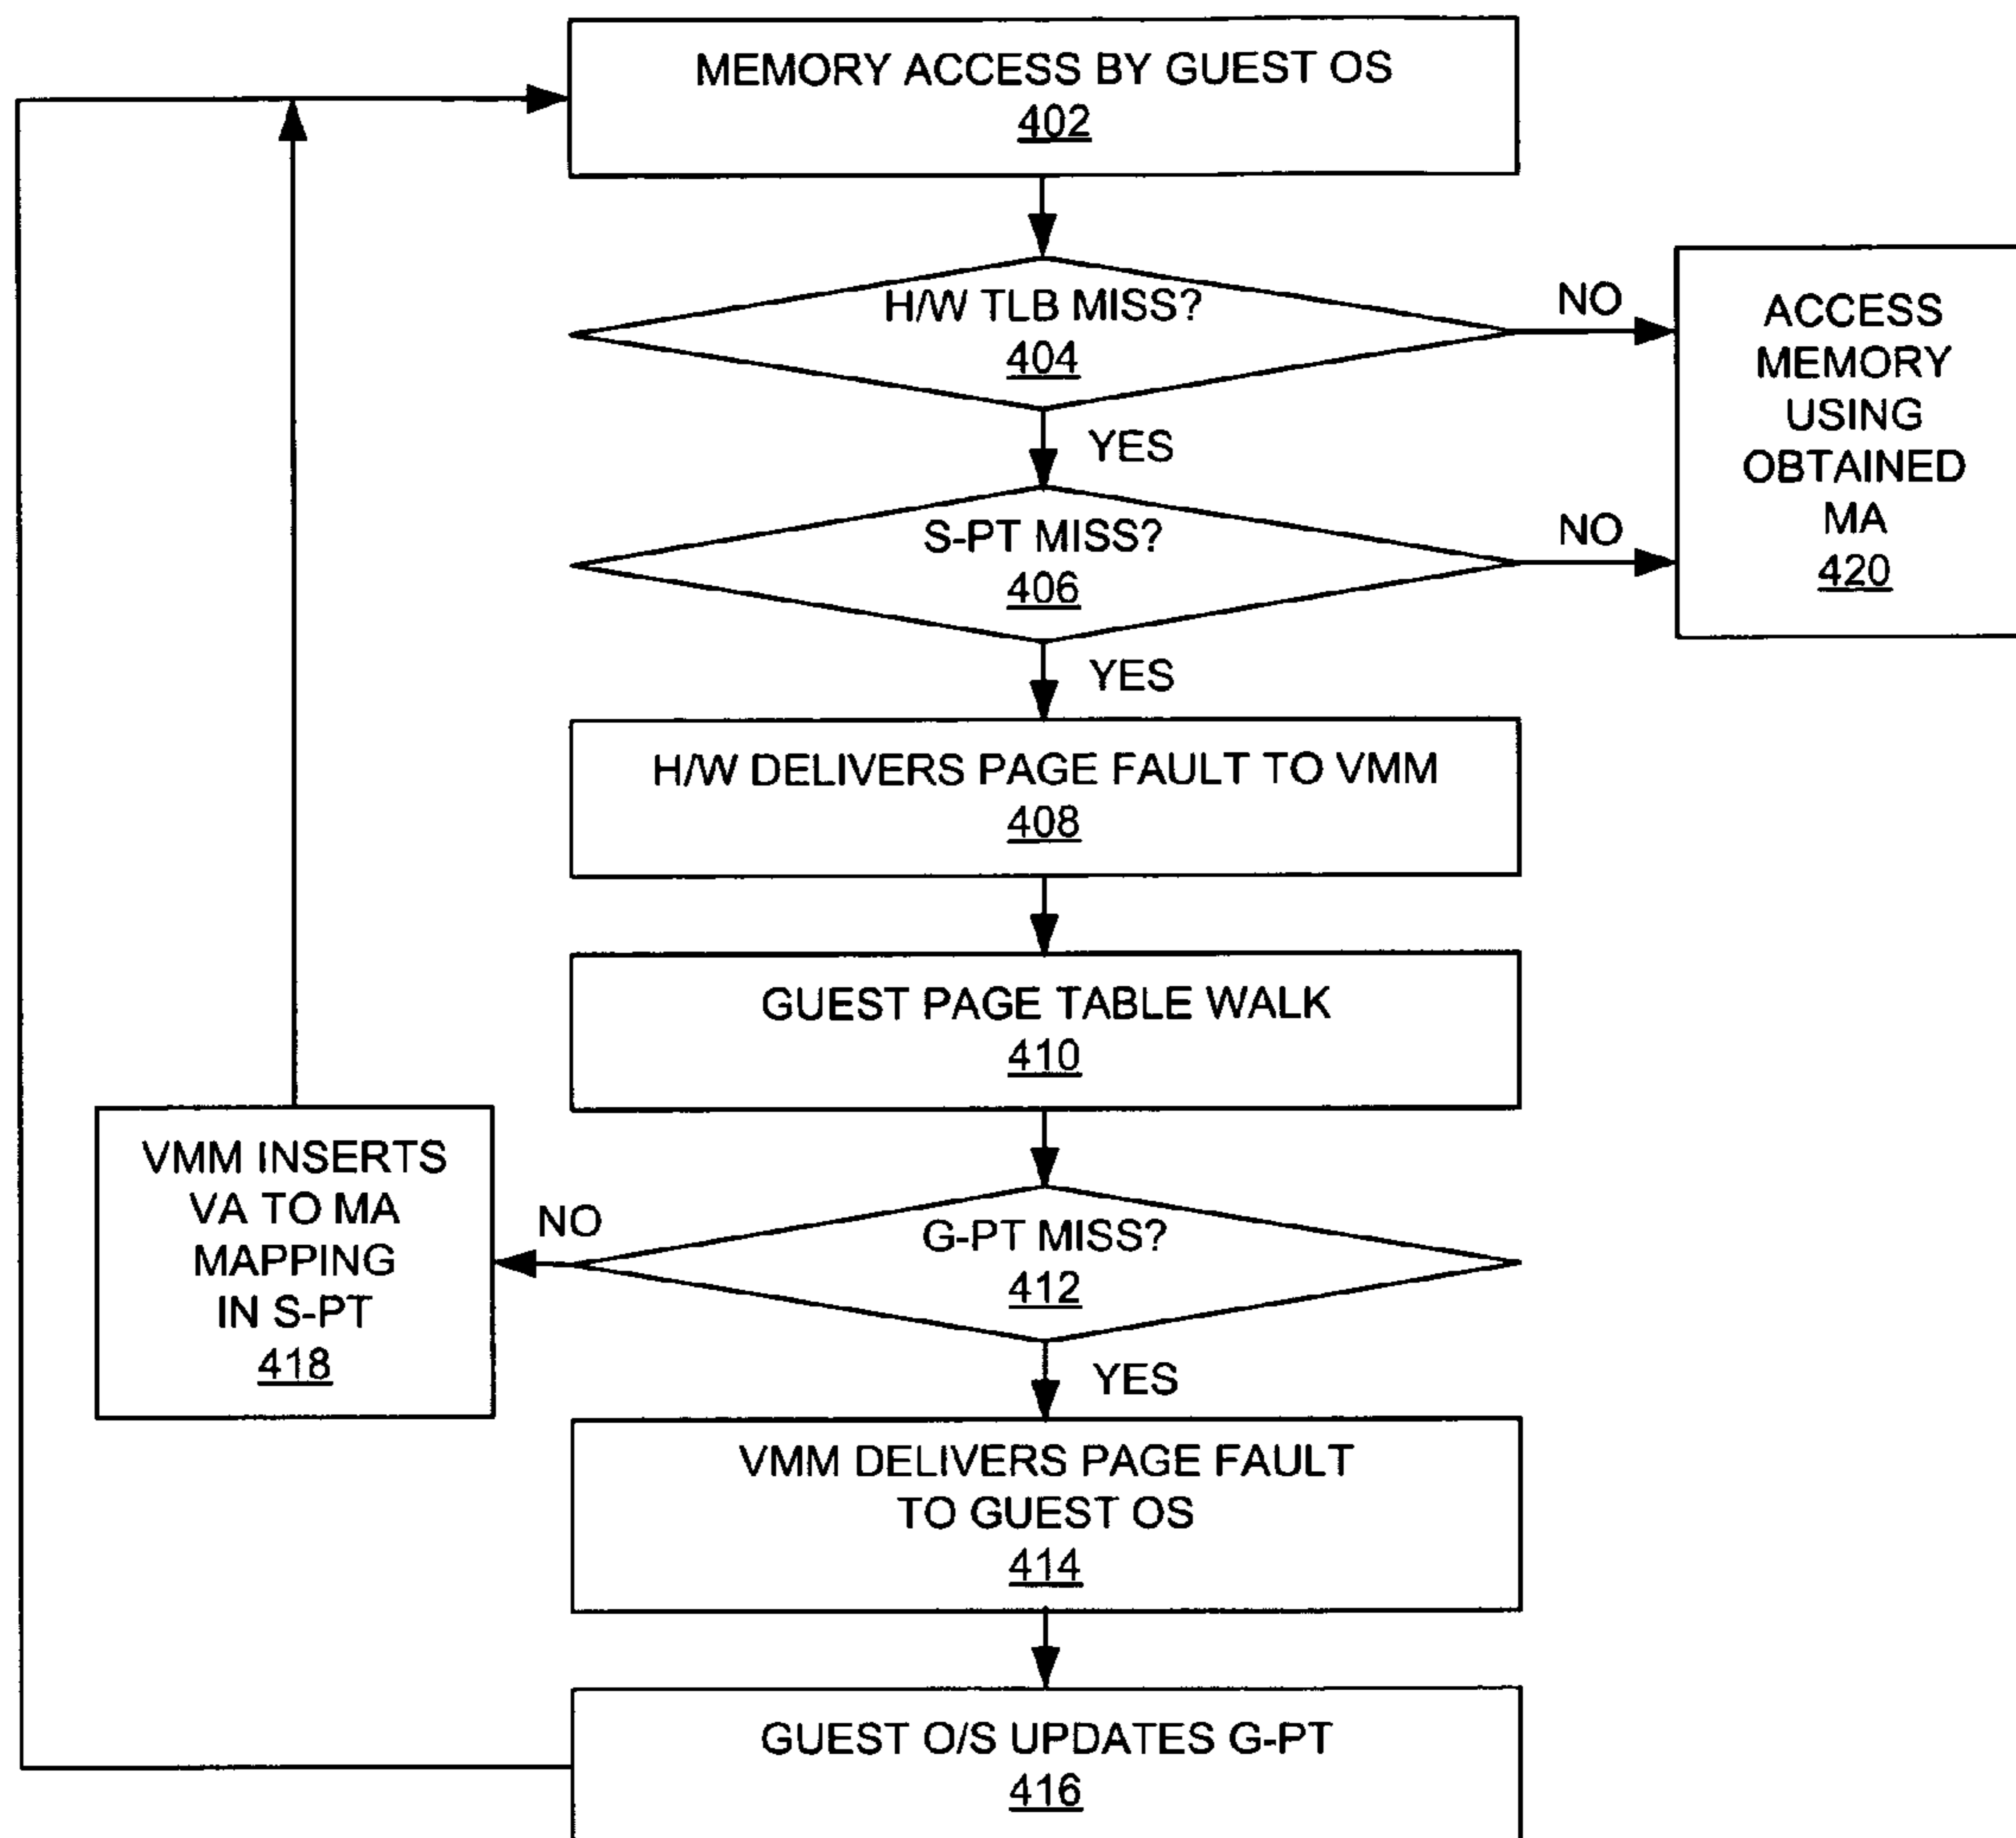 MEMORY ACCESS BY GUEST OS
402
H/W TLB MISS?
404
NO
YES
ACCESS
MEMORY
USING
OBTAINED
MA
420
S-PT MISS?
406
NO
YES
H/W DELIVERS PAGE FAULT TO VMM
408
GUEST PAGE TABLE WALK
410
G-PT MISS?
412
NO
YES
VMM INSERTS
VA TO MA
MAPPING
IN S-PT
418
VMM DELIVERS PAGE FAULT
TO GUEST OS
414
GUEST O/S UPDATES G-PT
416